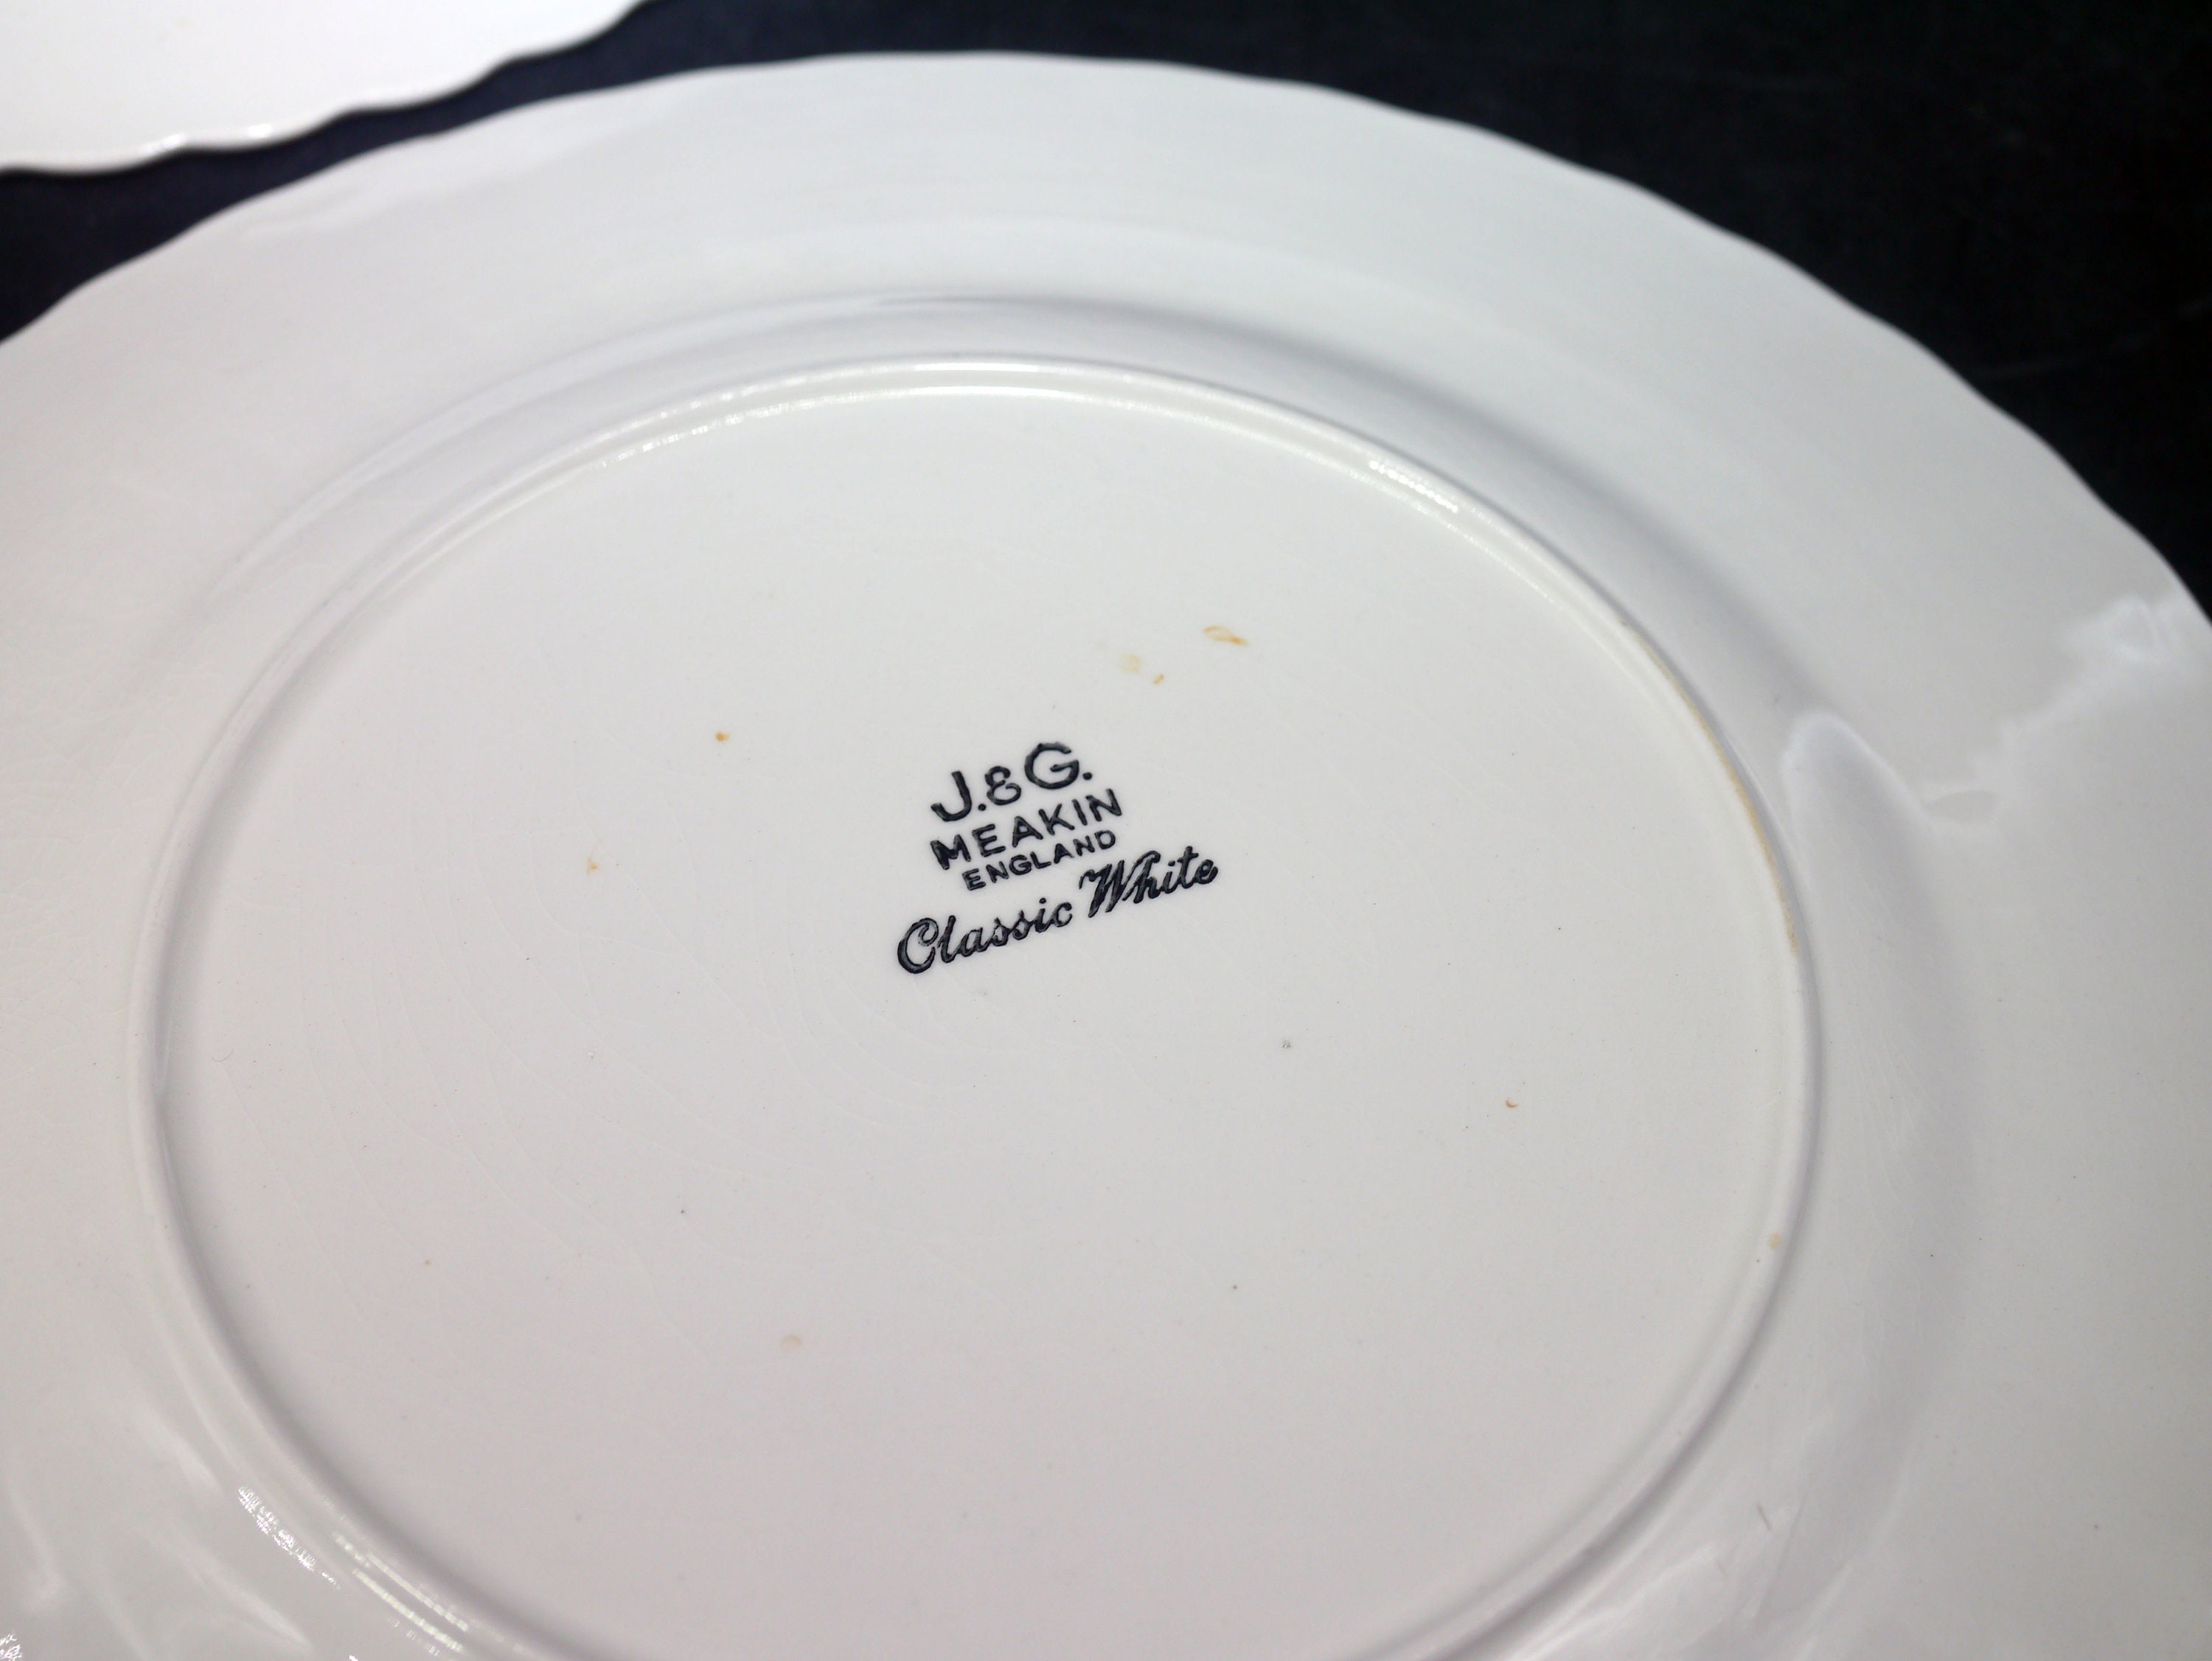 J.&G.
MEAKIN
ENGLAND
Classic White